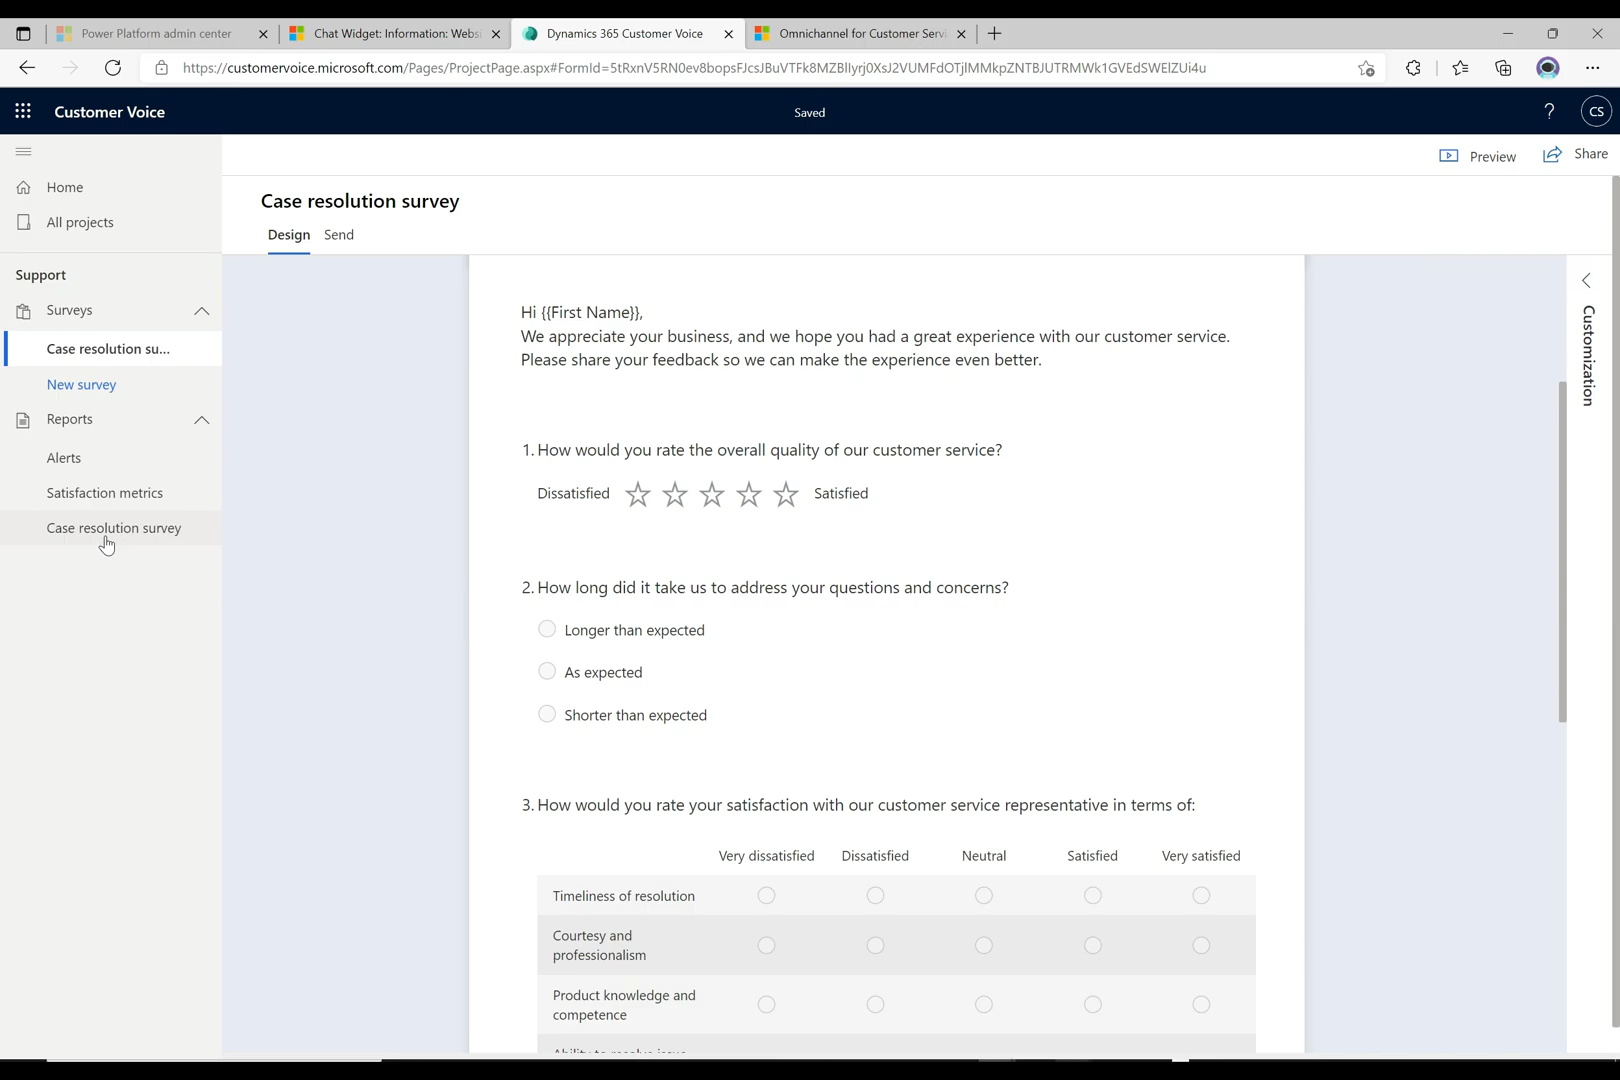 Power Platform admin center
Chat Widget: Information: Websi
Dynamics 365 Customer Voice
Omnichannel for Customer Servi
https://customervoice.microsoft.com/Pages/ProjectPage.aspx#FormId=5tRxnV5RN0ev8bopsFJcsJBuVTFk8MZBllyrj0XsJ2VUMFdOTjlMMkpZNTBJUTRMWk1GVEdSWElZUi4u
Customer Voice
Saved
?
CS
Preview
Share
Home
All projects
Support
Surveys
Case resolution su...
New survey
Reports
Alerts
Satisfaction metrics
Case resolution survey
Case resolution survey
Design
Send
Customization
Hi {{First Name}},
We appreciate your business, and we hope you had a great experience with our customer service.
Please share your feedback so we can make the experience even better.
1. How would you rate the overall quality of our customer service?
Dissatisfied
Satisfied
2. How long did it take us to address your questions and concerns?
Longer than expected
As expected
Shorter than expected
3. How would you rate your satisfaction with our customer service representative in terms of:
Very dissatisfied Dissatisfied Neutral Satisfied Very satisfied
Timeliness of resolution
Courtesy and
professionalism
Product knowledge and
competence
Ability to resolve issue